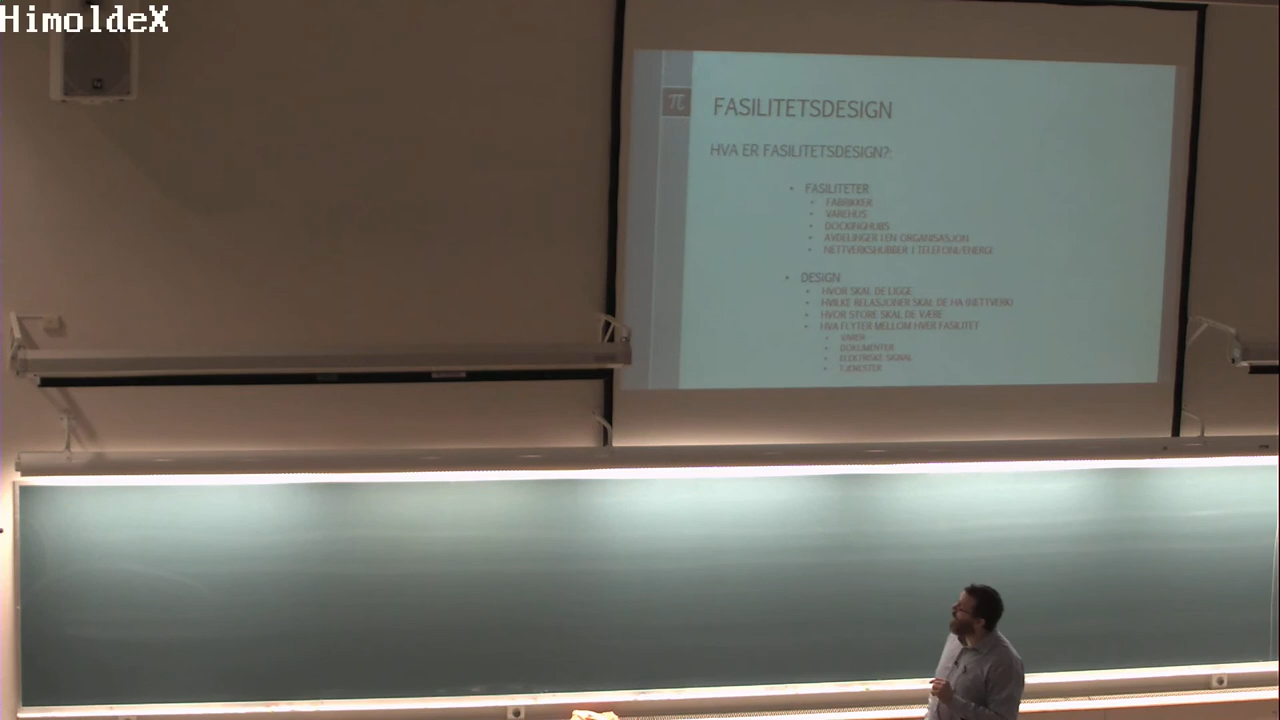 HimoldeX
π
FASILITETSDESIGN
HVA ER FASILITETSDESIGN?:
• FASILITETER
• FABRIKKER
• VAREHUS
• DOCKINGHUBS
• AVDELINGER I EN ORGANISASJON
• NETTVERKSHUBBER I TELEFONI/ENERGI
• DESIGN
• HVOR SKAL DE LIGGE
• HVILKE RELASJONER SKAL DE HA (NETTVERK)
• HVOR STORE SKAL DE VÆRE
• HVA FLYTER MELLOM HVER FASILITET
• VARER
• DOKUMENTER
• ELEKTRISKE SIGNAL
• TJENESTER